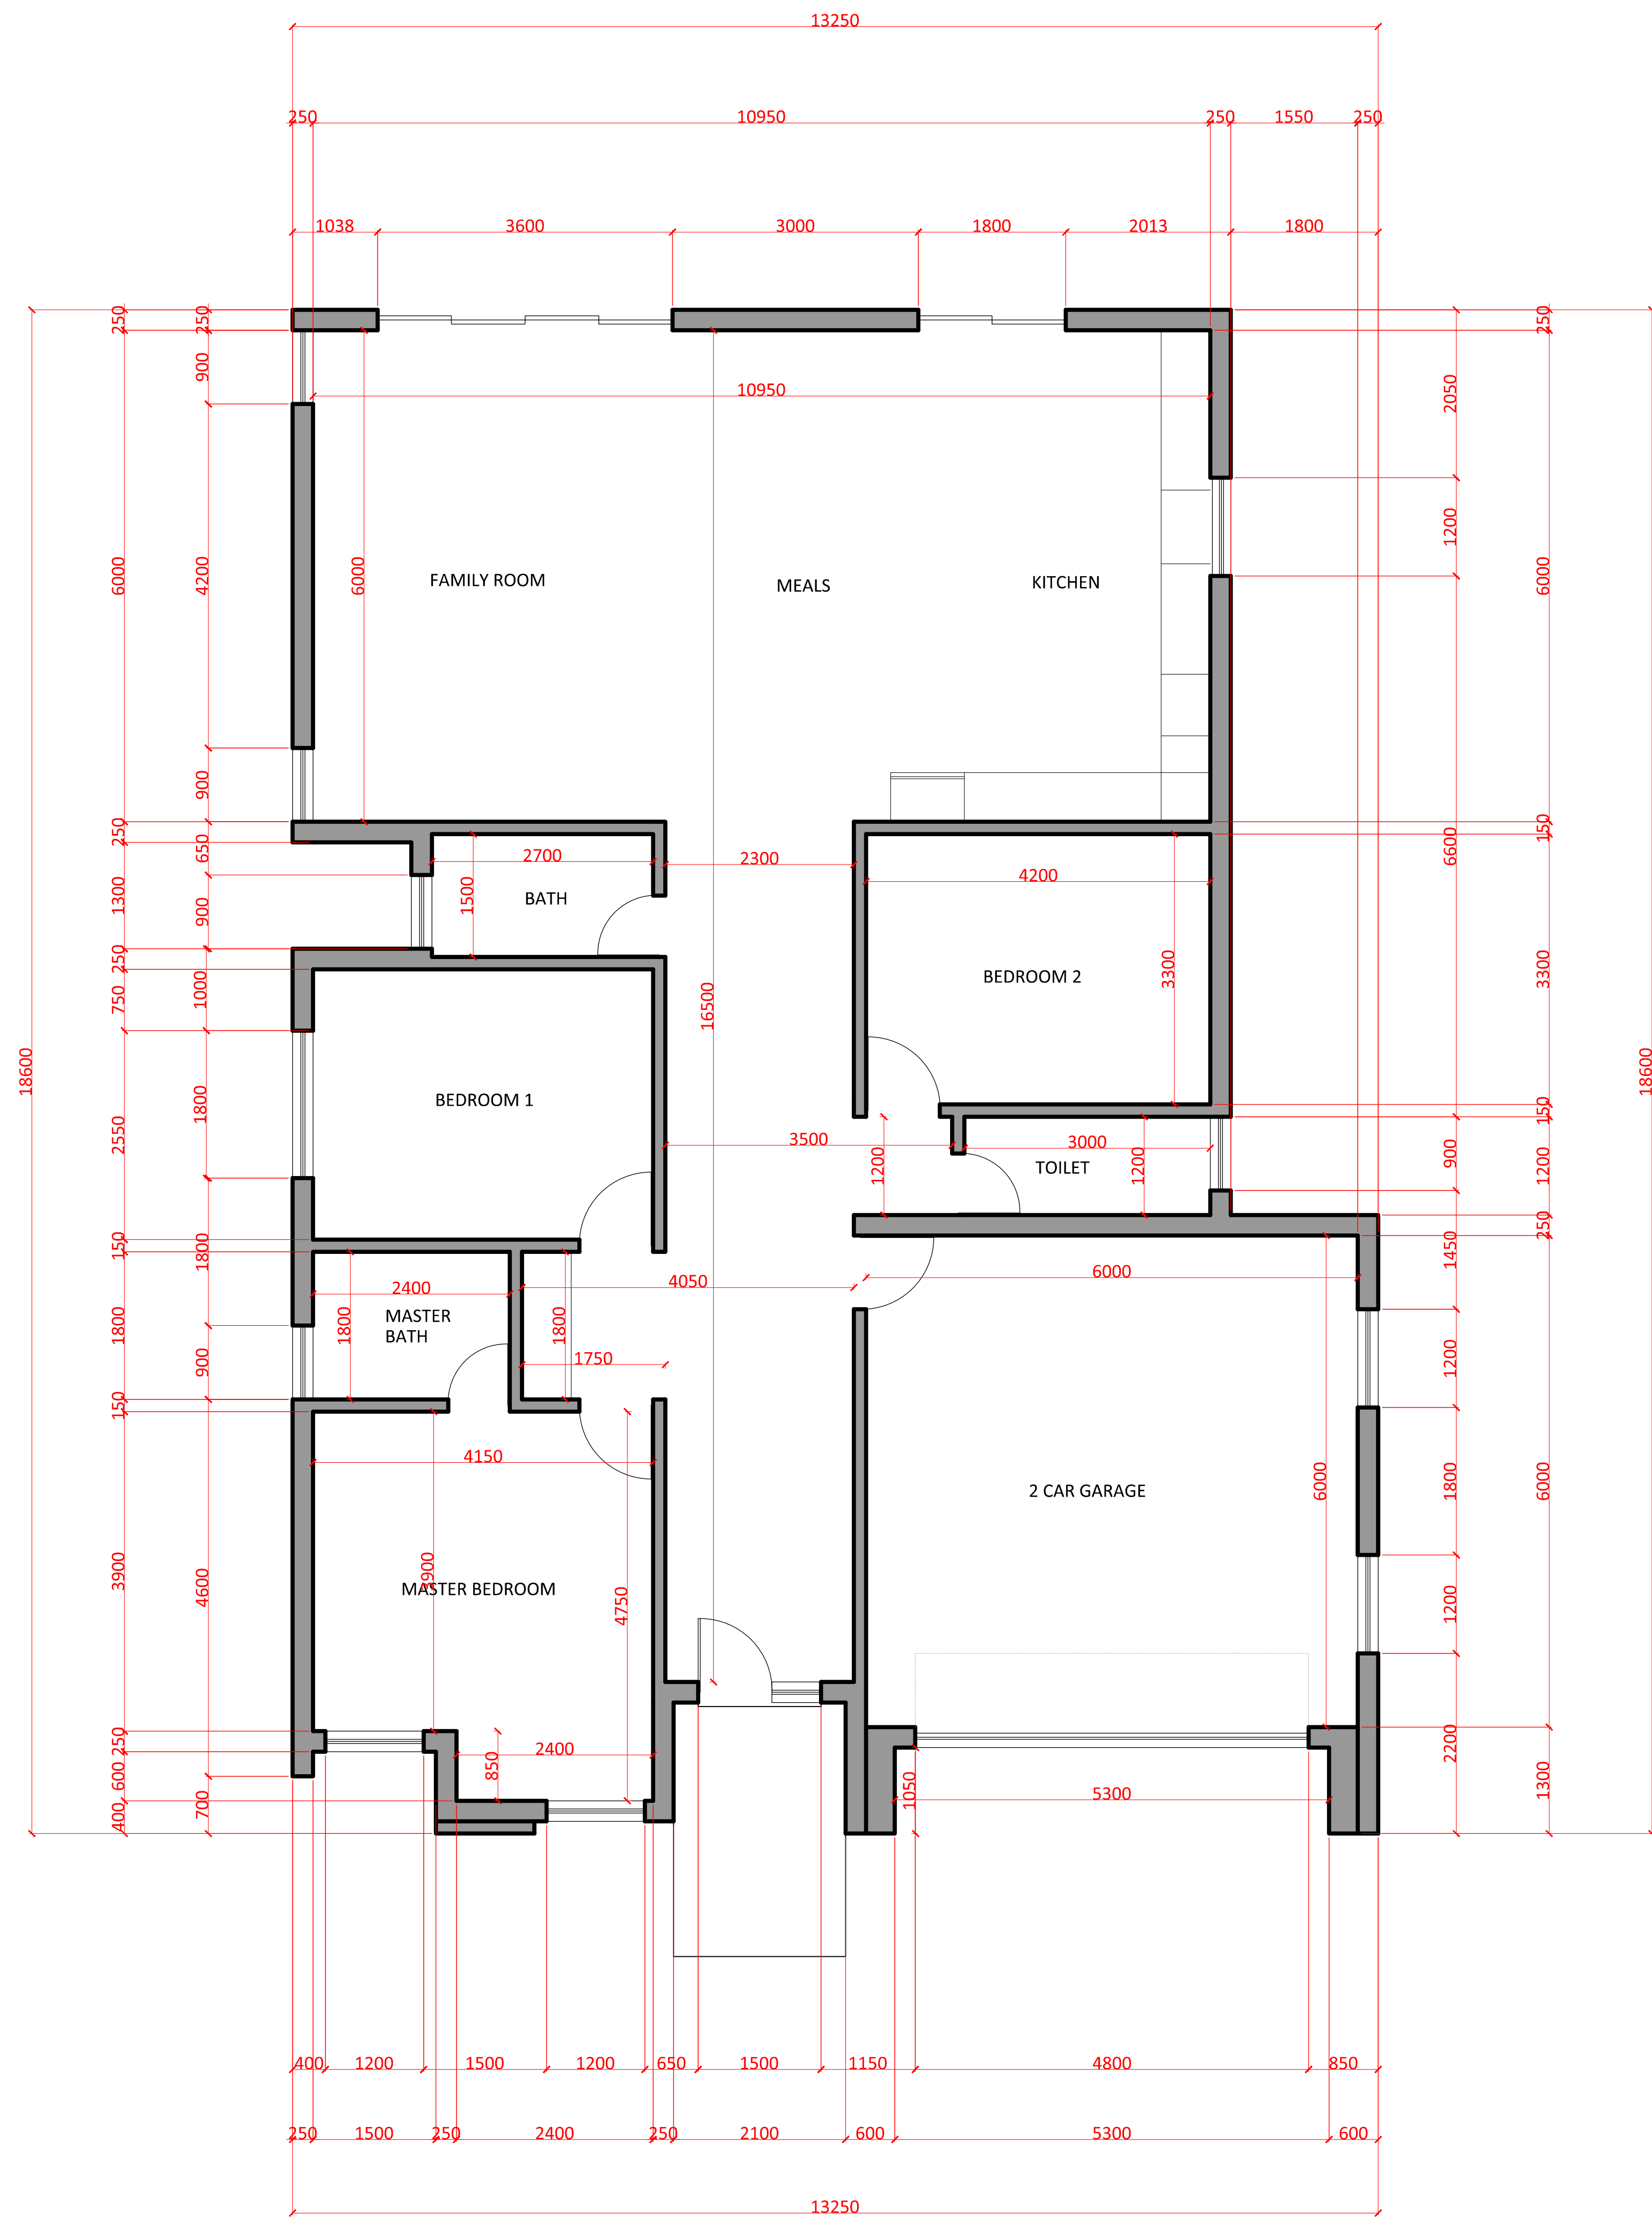 13250
250 10950 250 1550 250
1038 3600 3000 1800 2013 1800
250 250 250
900
10950
2050
6000 4200 6000 FAMILY ROOM MEALS KITCHEN 1200 6000
900
250 650 150
2700 2300 6600
1300 900 1500 BATH 4200
250 1000 BEDROOM 2 3300 3300
750 16500
18600 18600
1800 BEDROOM 1
2550 150
3500 3000
1200 TOILET 1200 900 1200
250
150 1800 4050 6000 1450
2400
1800 1800 MASTER 1800
BATH
900 1750 1200
150
4150
2 CAR GARAGE 6000 1800 6000
3900 4600 3900 4750 1200
MASTER BEDROOM
250 850 2400 2200
600 700 1050 5300 1300
400
400 1200 1500 1200 650 1500 1150 4800 850
250 1500 250 2400 250 2100 600 5300 600
13250